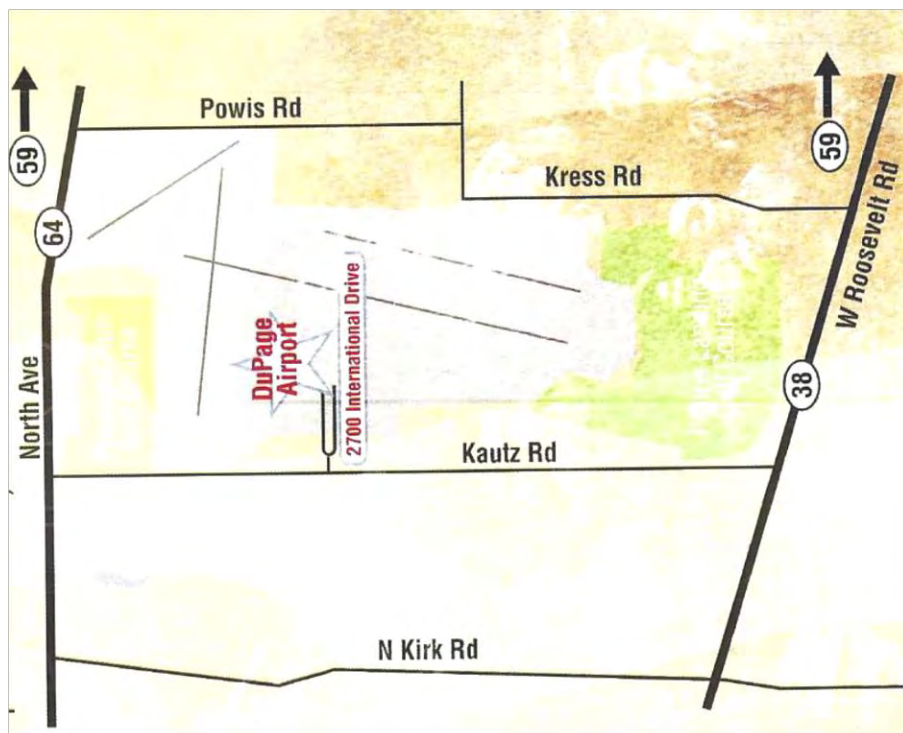 59
59
Powis Rd
Kress Rd
64
W Roosevelt Rd
North Ave
DuPage
Airport
2700 International Drive
38
Kautz Rd
N Kirk Rd